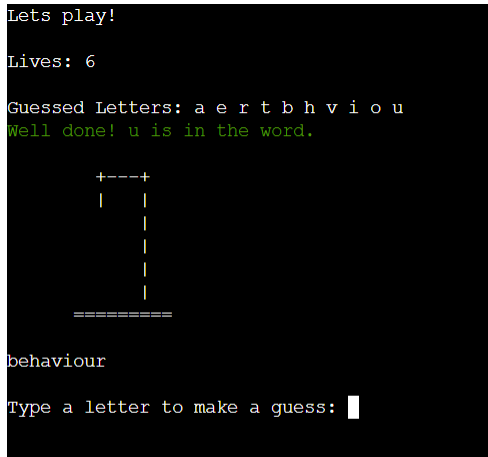 Lets play!
Lives: 6
Guessed Letters: a e r t b h v i o u
Well done! u is in the word.
+---+
|   |
    |
    |
    |
    |
=========
behaviour
Type a letter to make a guess: